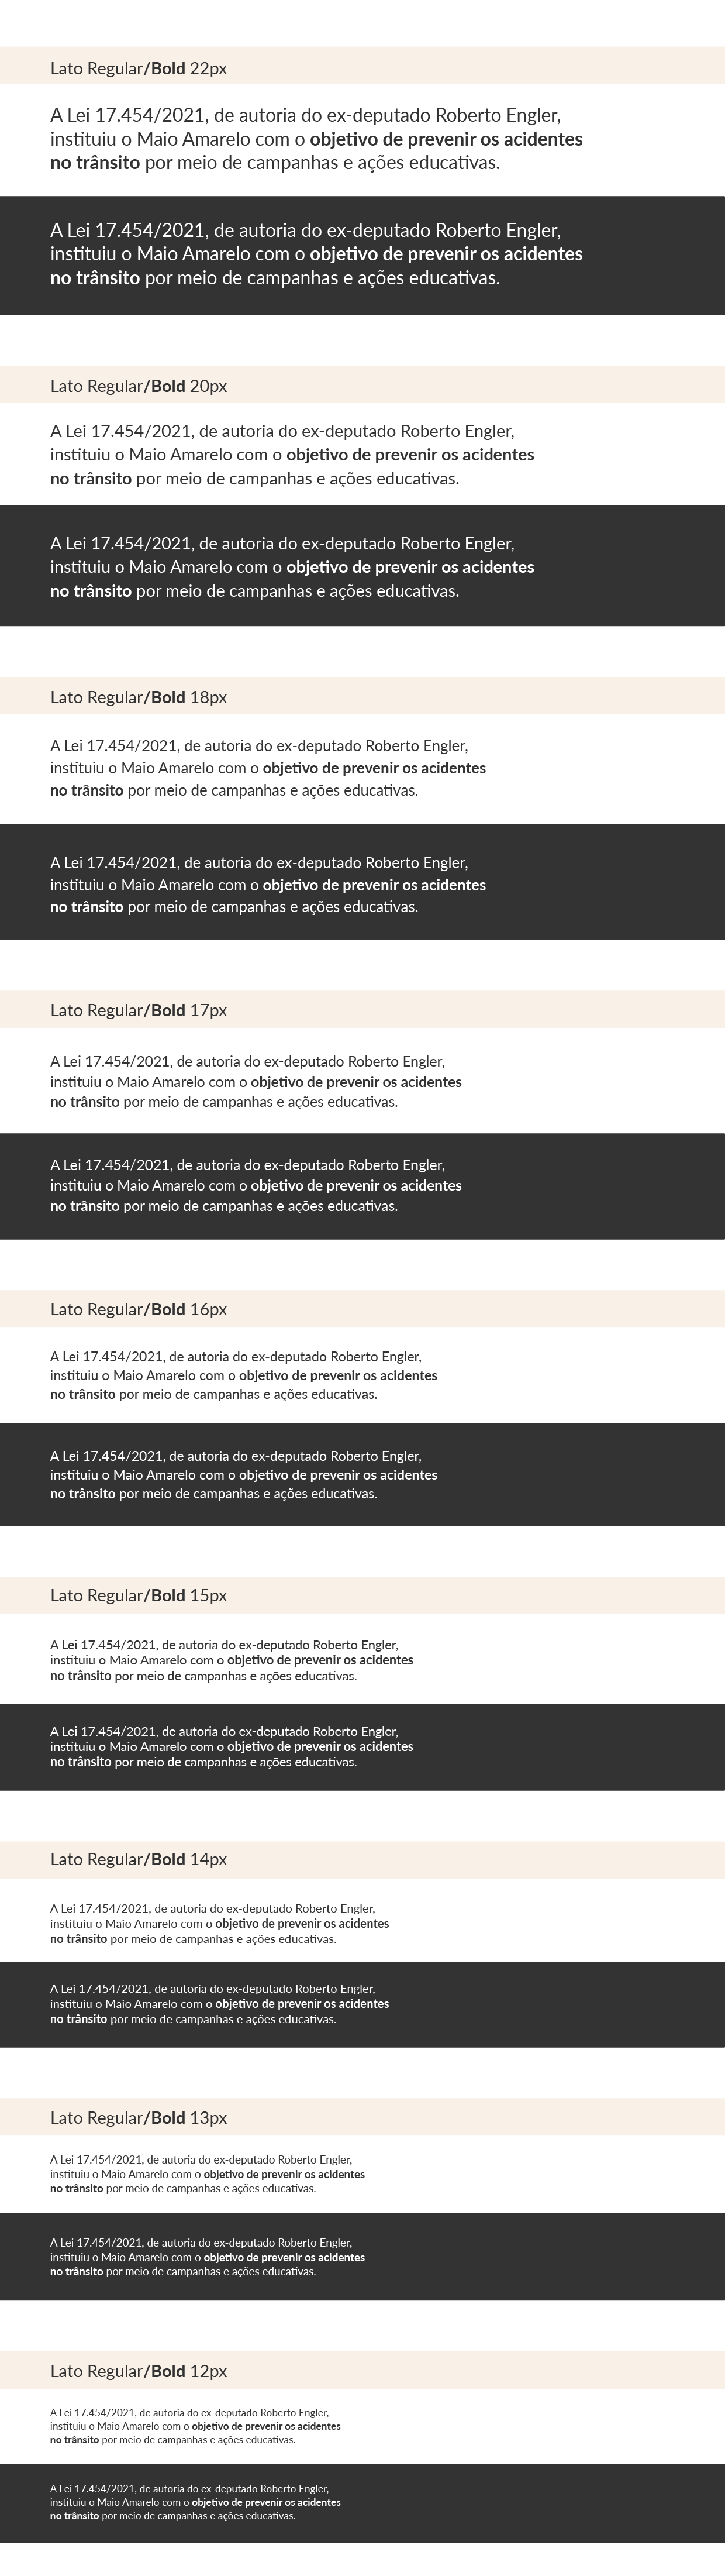 Lato Regular/Bold 22px
A Lei 17.454/2021, de autoria do ex-deputado Roberto Engler,
instituiu o Maio Amarelo com o objetivo de prevenir os acidentes
no trânsito por meio de campanhas e ações educativas.
A Lei 17.454/2021, de autoria do ex-deputado Roberto Engler,
instituiu o Maio Amarelo com o objetivo de prevenir os acidentes
no trânsito por meio de campanhas e ações educativas.
Lato Regular/Bold 20px
A Lei 17.454/2021, de autoria do ex-deputado Roberto Engler,
instituiu o Maio Amarelo com o objetivo de prevenir os acidentes
no trânsito por meio de campanhas e ações educativas.
A Lei 17.454/2021, de autoria do ex-deputado Roberto Engler,
instituiu o Maio Amarelo com o objetivo de prevenir os acidentes
no trânsito por meio de campanhas e ações educativas.
Lato Regular/Bold 18px
A Lei 17.454/2021, de autoria do ex-deputado Roberto Engler,
instituiu o Maio Amarelo com o objetivo de prevenir os acidentes
no trânsito por meio de campanhas e ações educativas.
A Lei 17.454/2021, de autoria do ex-deputado Roberto Engler,
instituiu o Maio Amarelo com o objetivo de prevenir os acidentes
no trânsito por meio de campanhas e ações educativas.
Lato Regular/Bold 17px
A Lei 17.454/2021, de autoria do ex-deputado Roberto Engler,
instituiu o Maio Amarelo com o objetivo de prevenir os acidentes
no trânsito por meio de campanhas e ações educativas.
A Lei 17.454/2021, de autoria do ex-deputado Roberto Engler,
instituiu o Maio Amarelo com o objetivo de prevenir os acidentes
no trânsito por meio de campanhas e ações educativas.
Lato Regular/Bold 16px
A Lei 17.454/2021, de autoria do ex-deputado Roberto Engler,
instituiu o Maio Amarelo com o objetivo de prevenir os acidentes
no trânsito por meio de campanhas e ações educativas.
A Lei 17.454/2021, de autoria do ex-deputado Roberto Engler,
instituiu o Maio Amarelo com o objetivo de prevenir os acidentes
no trânsito por meio de campanhas e ações educativas.
Lato Regular/Bold 15px
A Lei 17.454/2021, de autoria do ex-deputado Roberto Engler,
instituiu o Maio Amarelo com o objetivo de prevenir os acidentes
no trânsito por meio de campanhas e ações educativas.
A Lei 17.454/2021, de autoria do ex-deputado Roberto Engler,
instituiu o Maio Amarelo com o objetivo de prevenir os acidentes
no trânsito por meio de campanhas e ações educativas.
Lato Regular/Bold 14px
A Lei 17.454/2021, de autoria do ex-deputado Roberto Engler,
instituiu o Maio Amarelo com o objetivo de prevenir os acidentes
no trânsito por meio de campanhas e ações educativas.
A Lei 17.454/2021, de autoria do ex-deputado Roberto Engler,
instituiu o Maio Amarelo com o objetivo de prevenir os acidentes
no trânsito por meio de campanhas e ações educativas.
Lato Regular/Bold 13px
A Lei 17.454/2021, de autoria do ex-deputado Roberto Engler,
instituiu o Maio Amarelo com o objetivo de prevenir os acidentes
no trânsito por meio de campanhas e ações educativas.
A Lei 17.454/2021, de autoria do ex-deputado Roberto Engler,
instituiu o Maio Amarelo com o objetivo de prevenir os acidentes
no trânsito por meio de campanhas e ações educativas.
Lato Regular/Bold 12px
A Lei 17.454/2021, de autoria do ex-deputado Roberto Engler,
instituiu o Maio Amarelo com o objetivo de prevenir os acidentes
no trânsito por meio de campanhas e ações educativas.
A Lei 17.454/2021, de autoria do ex-deputado Roberto Engler,
instituiu o Maio Amarelo com o objetivo de prevenir os acidentes
no trânsito por meio de campanhas e ações educativas.